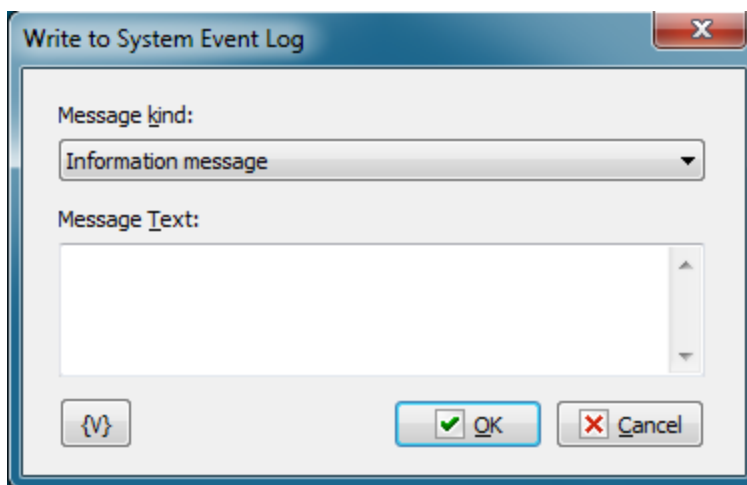 Write to System Event Log
Message kind:
Information message
Message Text:
{V}
OK
Cancel